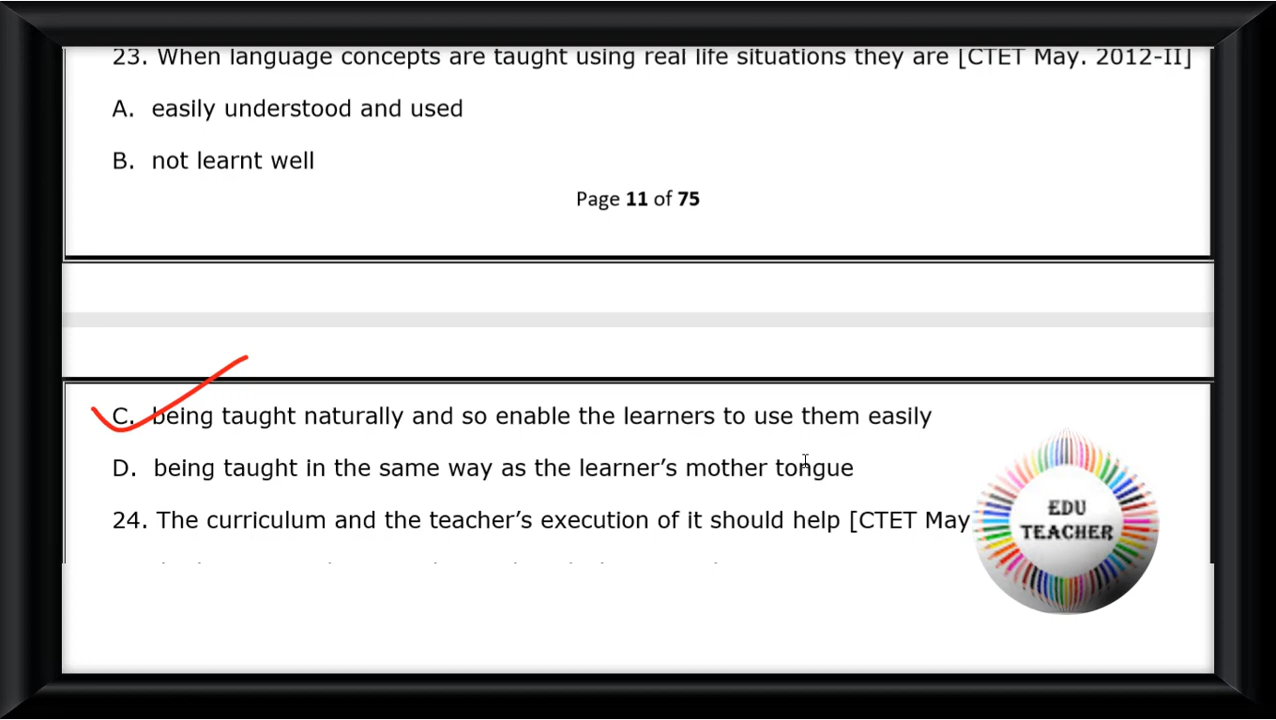 23. When language concepts are taught using real life situations they are [CTET May. 2012-II]
A. easily understood and used
B. not learnt well
Page 11 of 75
C. being taught naturally and so enable the learners to use them easily
D. being taught in the same way as the learner's mother tongue
24. The curriculum and the teacher's execution of it should help [CTET May
EDU
TEACHER